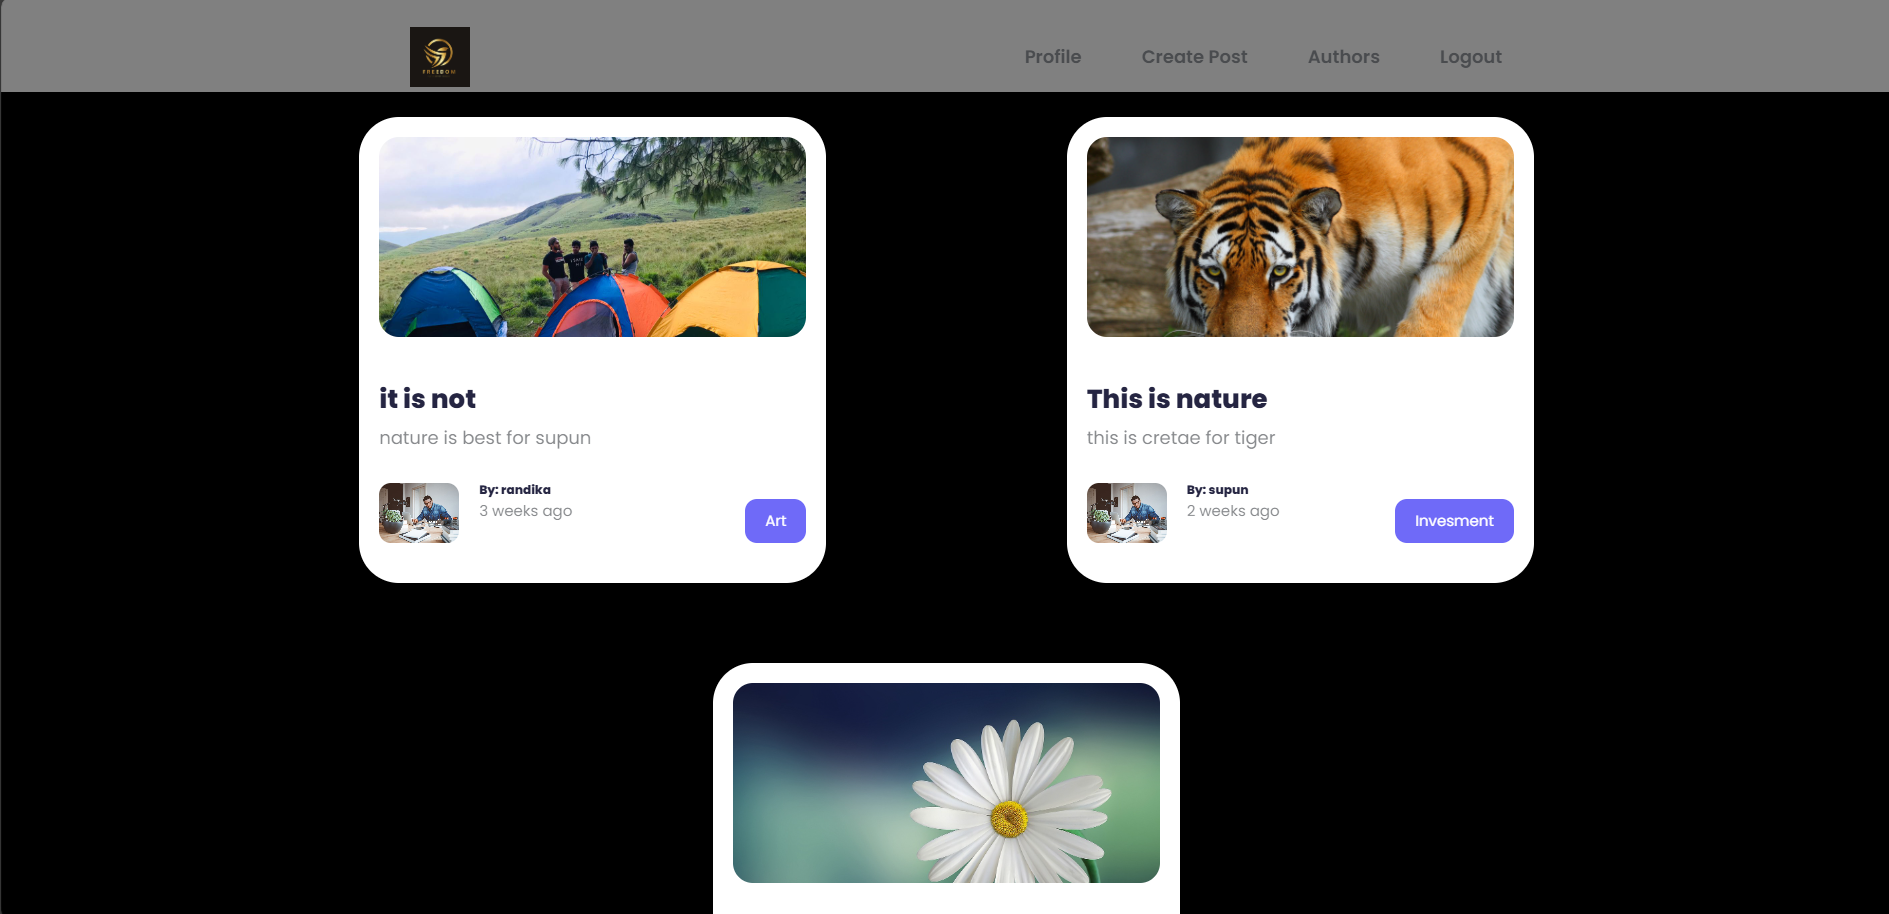 FREEDOM
Profile Create Post Authors Logout
it is not
nature is best for supun
By: randika
3 weeks ago
Art
This is nature
this is cretae for tiger
By: supun
2 weeks ago
Invesment